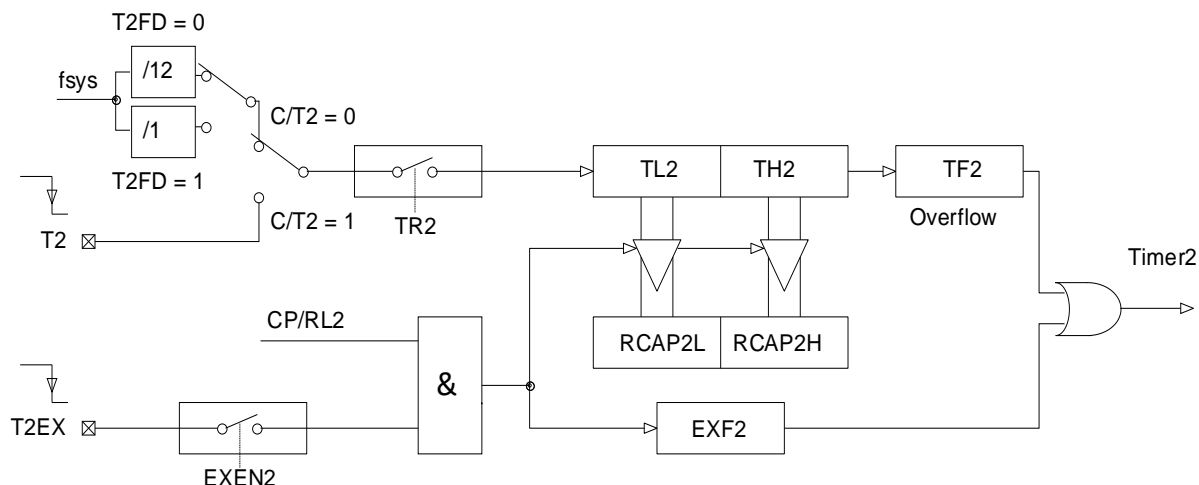 T2FD = 0
/12
fsys
C/T2 = 0
/1
T2FD = 1
TL2
TH2
TF2
T2
C/T2 = 1
TR2
Overflow
Timer2
CP/RL2
RCAP2L
RCAP2H
&
T2EX
EXF2
EXEN2